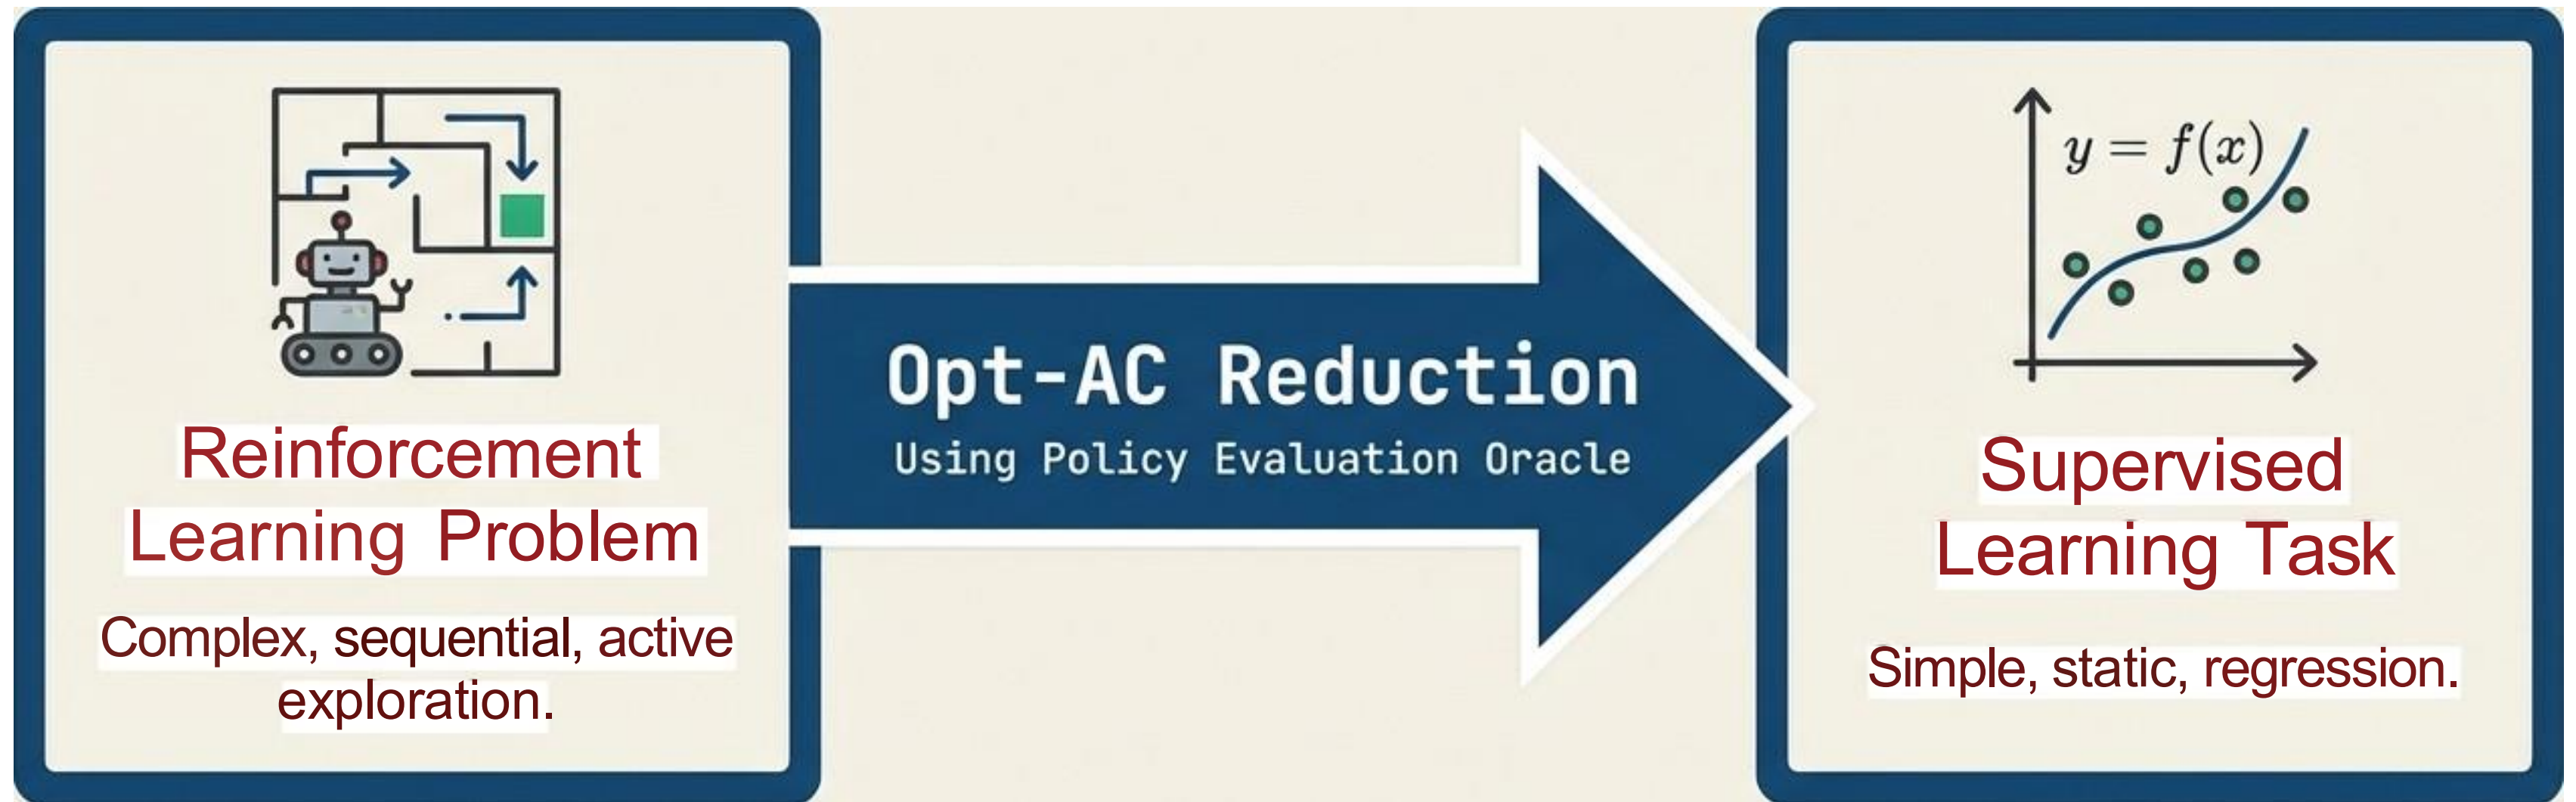 Reinforcement
Learning Problem
Complex, sequential, active
exploration.
Opt-AC Reduction
Using Policy Evaluation Oracle
y = f(x)
Supervised
Learning Task
Simple, static, regression.